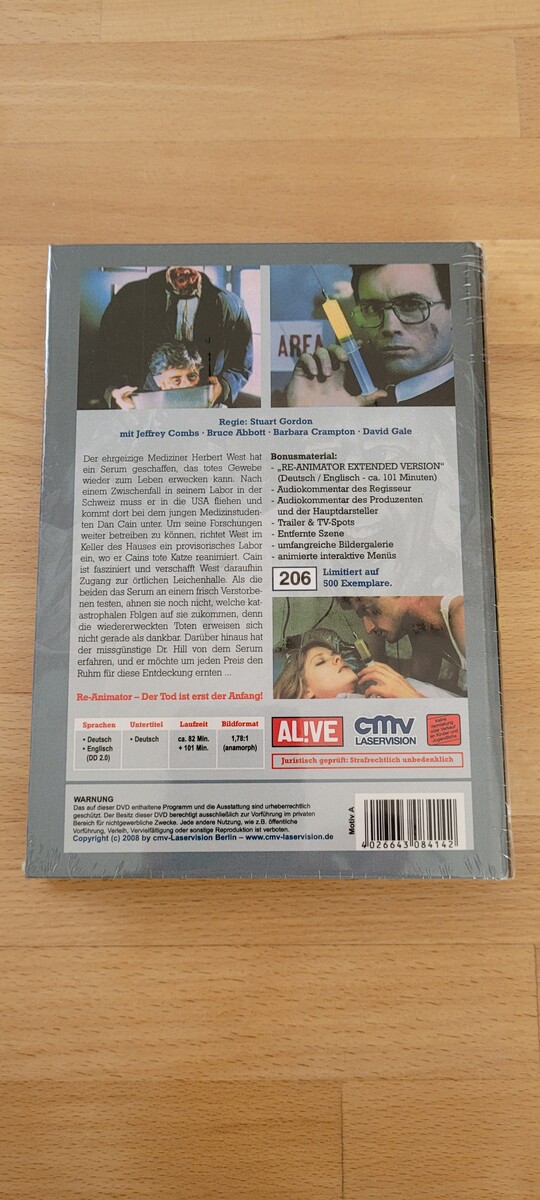 AREA
Regie: Stuart Gordon
mit Jeffrey Combs · Bruce Abbott · Barbara Crampton · David Gale
Der ehrgeizige Mediziner Herbert West hat
ein Serum geschaffen, das totes Gewebe
wieder zum Leben erwecken kann. Nach
einem Zwischenfall in seinem Labor in der
Schweiz muss er in die USA fliehen und
kommt dort bei dem jungen Medizinstuden-
ten Dan Cain unter. Um seine Forschungen
weiter betreiben zu können, richtet West im
Keller des Hauses ein provisorisches Labor
ein, wo er Cains tote Katze reanimiert. Cain
ist fasziniert und verschafft West daraufhin
Zugang zur örtlichen Leichenhalle. Als die
beiden das Serum an einem frisch Verstorbe-
nen testen, ahnen sie noch nicht, welche kat-
astrophalen Folgen auf sie zukommen, denn
die wiedererweckten Toten erweisen sich
nicht gerade als dankbar. Darüber hinaus hat
der missgünstige Dr. Hill von dem Serum
erfahren, und er möchte um jeden Preis den
Ruhm für diese Entdeckung ernten ...
Re-Animator – Der Tod ist erst der Anfang!
Bonusmaterial:
- „RE-ANIMATOR EXTENDED VERSION"
(Deutsch / Englisch - ca. 101 Minuten)
- Audiokommentar des Regisseur
- Audiokommentar des Produzenten
und der Hauptdarsteller
- Trailer & TV-Spots
- Entfernte Szene
- umfangreiche Bildergalerie
- animierte interaktive Menüs
206 Limitiert auf
500 Exemplare.
Sprachen Untertitel Laufzeit Bildformat
• Deutsch • Deutsch ca. 82 Min. 1,78:1
• Englisch + 101 Min. (anamorph)
(DD 2.0)
AL!VE cmv
LASERVISION
Keine
Vermietung
oder Verkauf
an Kinder und
Jugendliche
Juristisch geprüft: Strafrechtlich unbedenklich
WARNUNG
Das auf dieser DVD enthaltene Programm und die Ausstattung sind urheberrechtlich
geschützt. Der Besitz dieser DVD berechtigt ausschließlich zur Vorführung im privaten
Bereich für nichtgewerbliche Zwecke. Jede andere Nutzung, wie z.B. öffentliche
Vorführung, Verleih, Vervielfältigung oder sonstige Reproduktion ist verboten.
Copyright (c) 2008 by cmv-Laservision Berlin – www.cmv-laservision.de
Motiv A
4 026643 084142